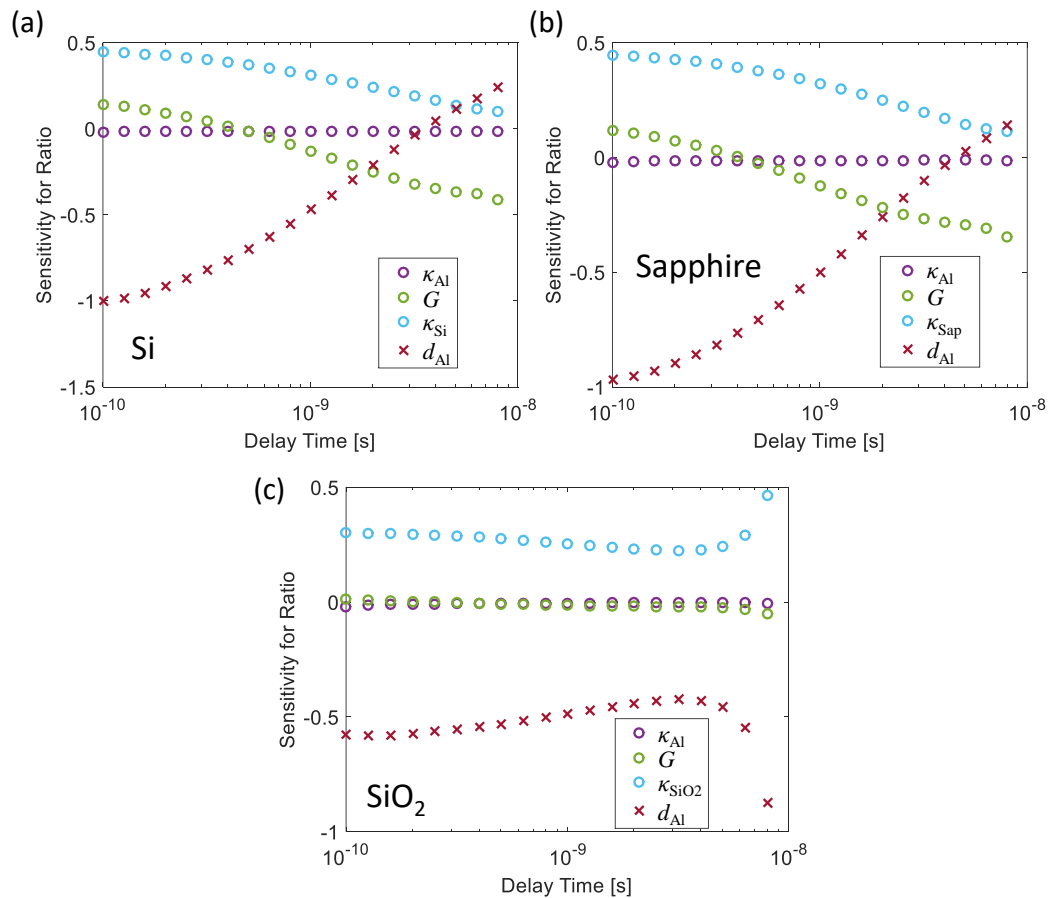 (a)
0.5
0
-0.5
-1
-1.5
Sensitivity for Ratio
κAl
G
κSi
dAl
Si
10⁻¹⁰
10⁻⁹
10⁻⁸
Delay Time [s]
(b)
0.5
0
-0.5
-1
Sensitivity for Ratio
Sapphire
κAl
G
κSap
dAl
10⁻¹⁰
10⁻⁹
10⁻⁸
Delay Time [s]
(c)
0.5
0
-0.5
-1
Sensitivity for Ratio
κAl
G
κSiO2
dAl
SiO₂
10⁻¹⁰
10⁻⁹
10⁻⁸
Delay Time [s]